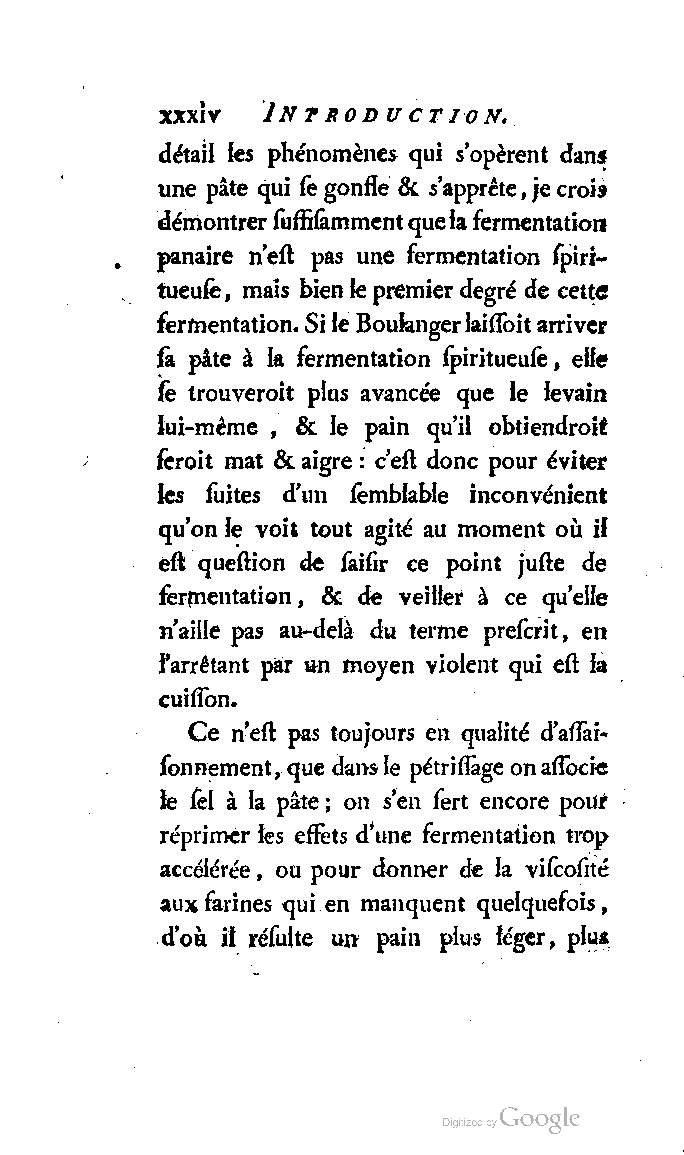 xxxiv INTRODUCTION.
détail les phénomènes qui s'opèrent dans
une pâte qui ſe gonfle & s'apprête, je crois
démontrer ſuffiſamment que la fermentation
panaire n'eſt pas une fermentation ſpiri-
tueuſe, mais bien le premier degré de cette
fermentation. Si le Boulanger laiſſoit arriver
ſa pâte à la fermentation ſpiritueuſe, elle
ſe trouveroit plus avancée que le levain
lui-même , & le pain qu'il obtiendroit
ſeroit mat & aigre : c'eſt donc pour éviter
les ſuites d'un ſemblable inconvénient
qu'on le voit tout agité au moment où il
eſt queſtion de ſaiſir ce point juſte de
fermentation, & de veiller à ce qu'elle
n'aille pas au-delà du terme preſcrit, en
l'arrêtant par un moyen violent qui eſt la
cuiſſon.
Ce n'eſt pas toujours en qualité d'aſſai-
ſonnement, que dans le pétriſſage on aſſocie
le ſel à la pâte ; on s'en ſert encore pour
réprimer les effets d'une fermentation trop
accélérée, ou pour donner de la viſcoſité
aux farines qui en manquent quelquefois,
d'où il réſulte un pain plus léger, plus
Digitized by Google